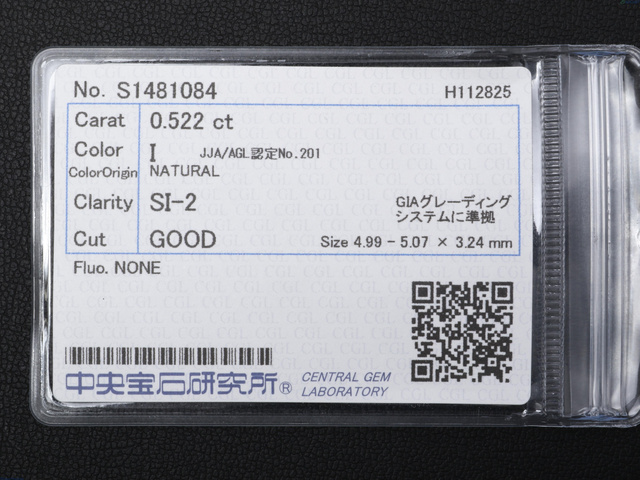 No. S1481084 H112825
Carat 0.522 ct
Color I JJA/AGL認定No.201
ColorOrigin NATURAL
Clarity SI-2 GIAグレーディング
システムに準拠
Cut GOOD Size 4.99 - 5.07 × 3.24 mm
Fluo. NONE
中央宝石研究所® CENTRAL GEM
LABORATORY